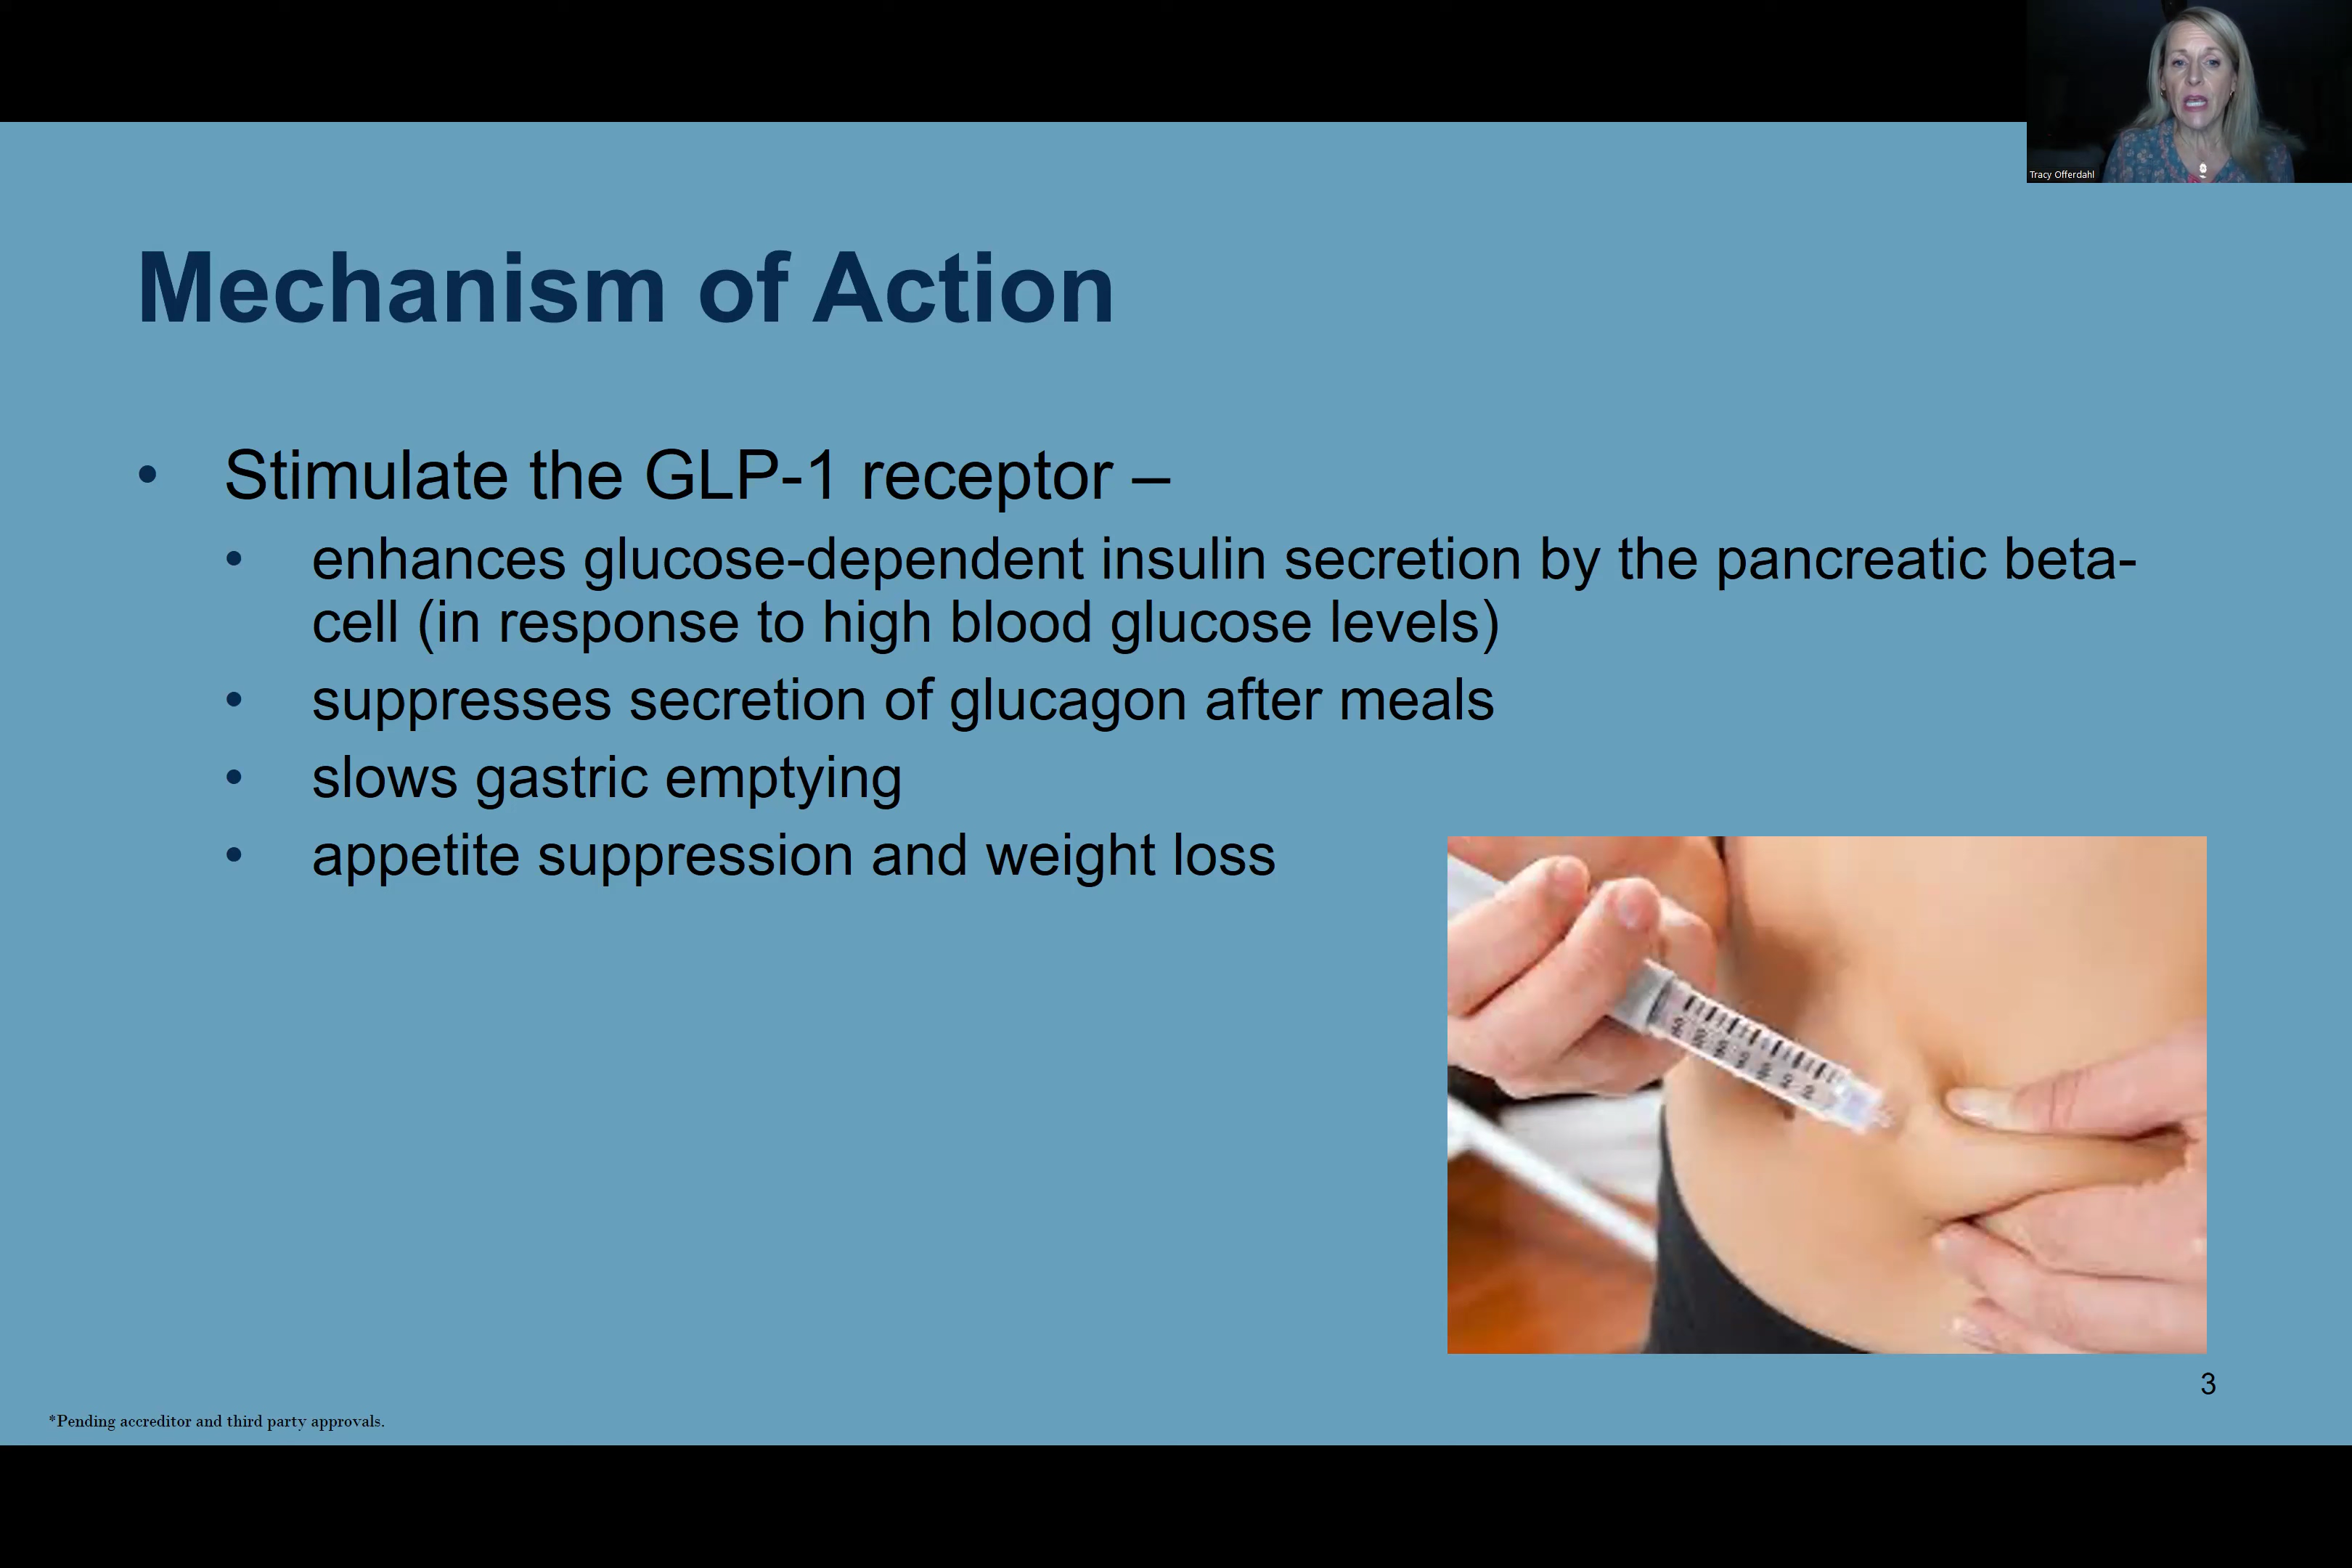 Tracy Offerdahl
Mechanism of Action
• Stimulate the GLP-1 receptor –
• enhances glucose-dependent insulin secretion by the pancreatic beta-
cell (in response to high blood glucose levels)
• suppresses secretion of glucagon after meals
• slows gastric emptying
• appetite suppression and weight loss
3
*Pending accreditor and third party approvals.